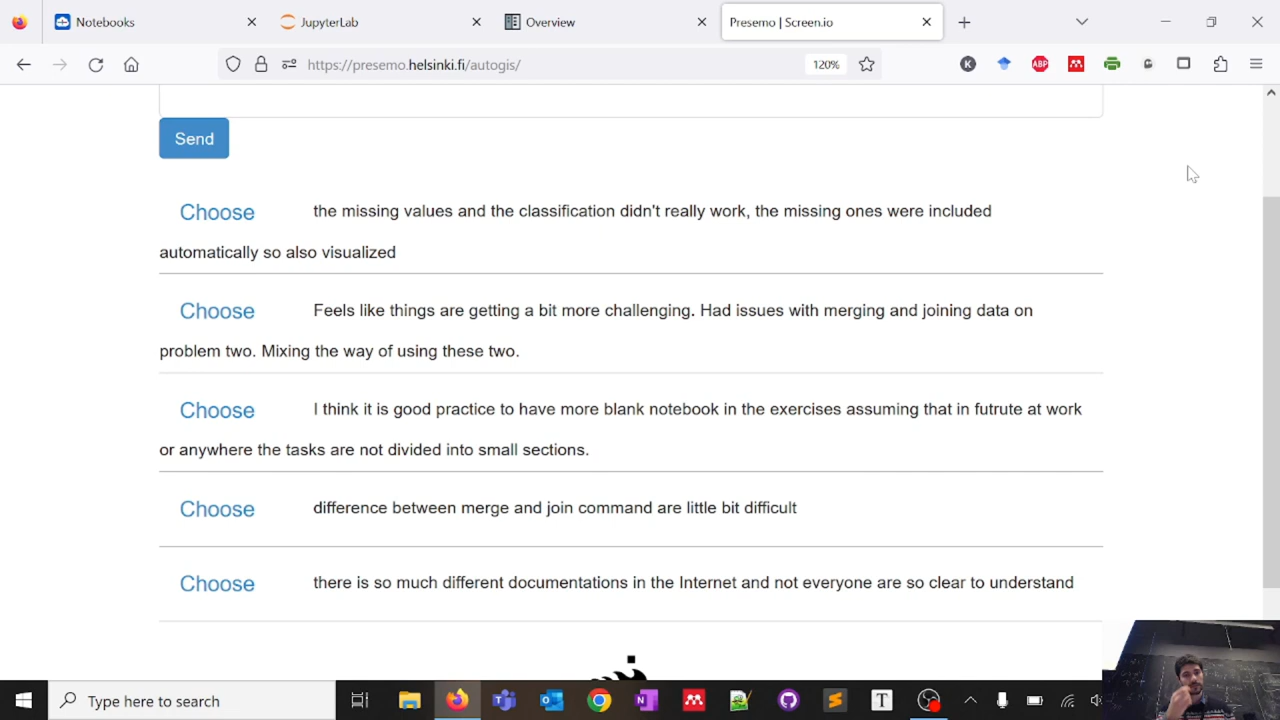 Notebooks
JupyterLab
Overview
Presemo | Screen.io
https://presemo.helsinki.fi/autogis/
120%
K
ABP
Send
Choose the missing values and the classification didn't really work, the missing ones were included
automatically so also visualized
Choose Feels like things are getting a bit more challenging. Had issues with merging and joining data on
problem two. Mixing the way of using these two.
Choose I think it is good practice to have more blank notebook in the exercises assuming that in futrute at work
or anywhere the tasks are not divided into small sections.
Choose difference between merge and join command are little bit difficult
Choose there is so much different documentations in the Internet and not everyone are so clear to understand
Type here to search